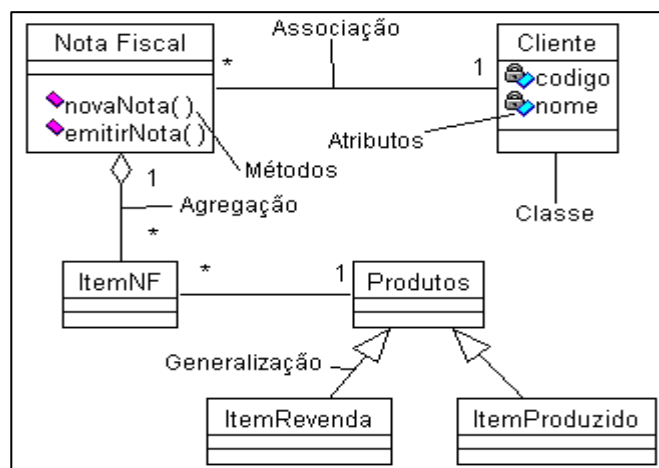 Nota Fiscal
Associação
Cliente
*
1
codigo
nome
novaNota()
emitirNota()
Atributos
Métodos
1
Agregação
Classe
*
ItemNF
*
1
Produtos
Generalização
ItemRevenda
ItemProduzido